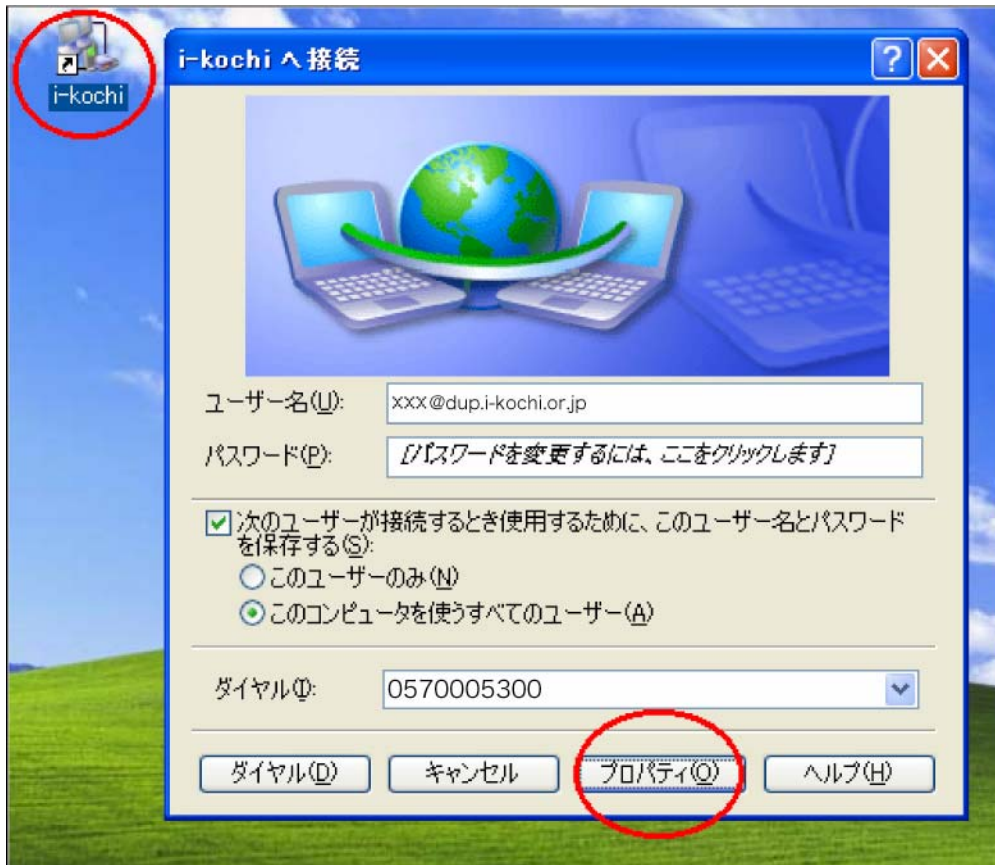 i-kochi
i-kochi へ接続
ユーザー名(U):
xxx@dup.i-kochi.or.jp
パスワード(P):
[パスワードを変更するには、ここをクリックします]
次のユーザーが接続するとき使用するために、このユーザー名とパスワード
を保存する(S):
このユーザーのみ(N)
このコンピュータを使うすべてのユーザー(A)
ダイヤル(I):
0570005300
ダイヤル(D)
キャンセル
プロパティ(O)
ヘルプ(H)